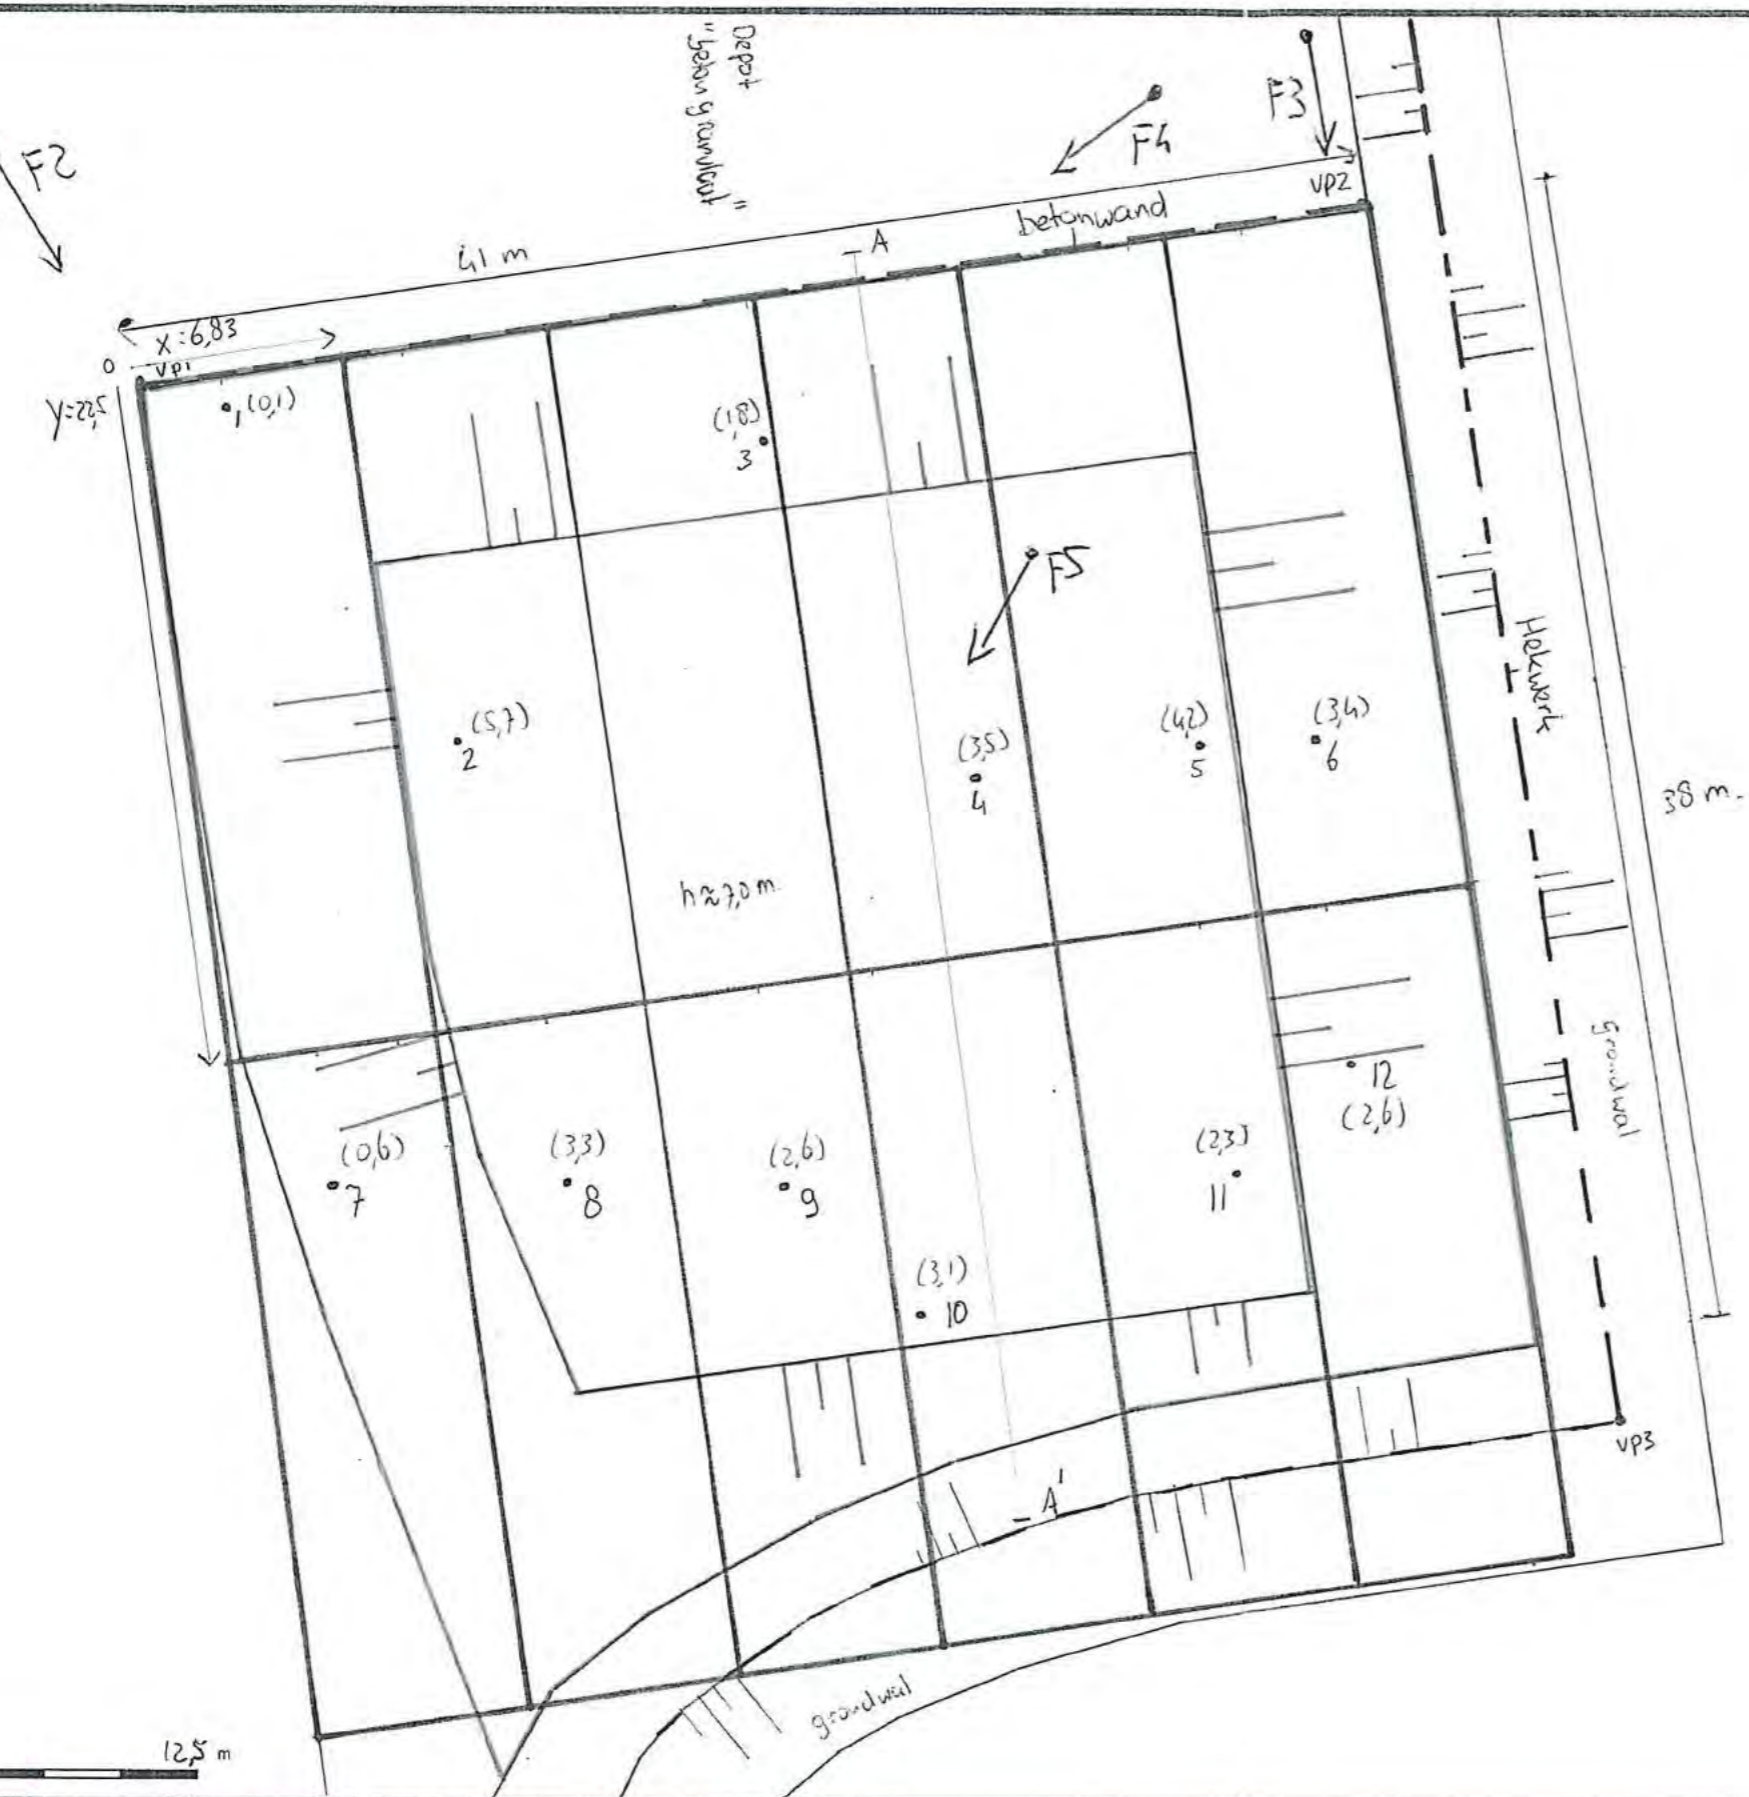 Depot
"betongranulaat"
F2
F4
F3
vp2
betonwand
A
41 m
X=6,83
0
vp1
y=22,5
(0,1)
1
(1,8)
3
F5
(5,7)
2
(3,5)
4
(4,2)
5
(3,4)
6
Hekwerk
38 m.
h≈7,0 m.
12
(2,6)
grondwal
(0,6)
7
(3,3)
8
(2,6)
9
(2,3)
11
(3,1)
10
A'
vp3
grondwal
12,5 m